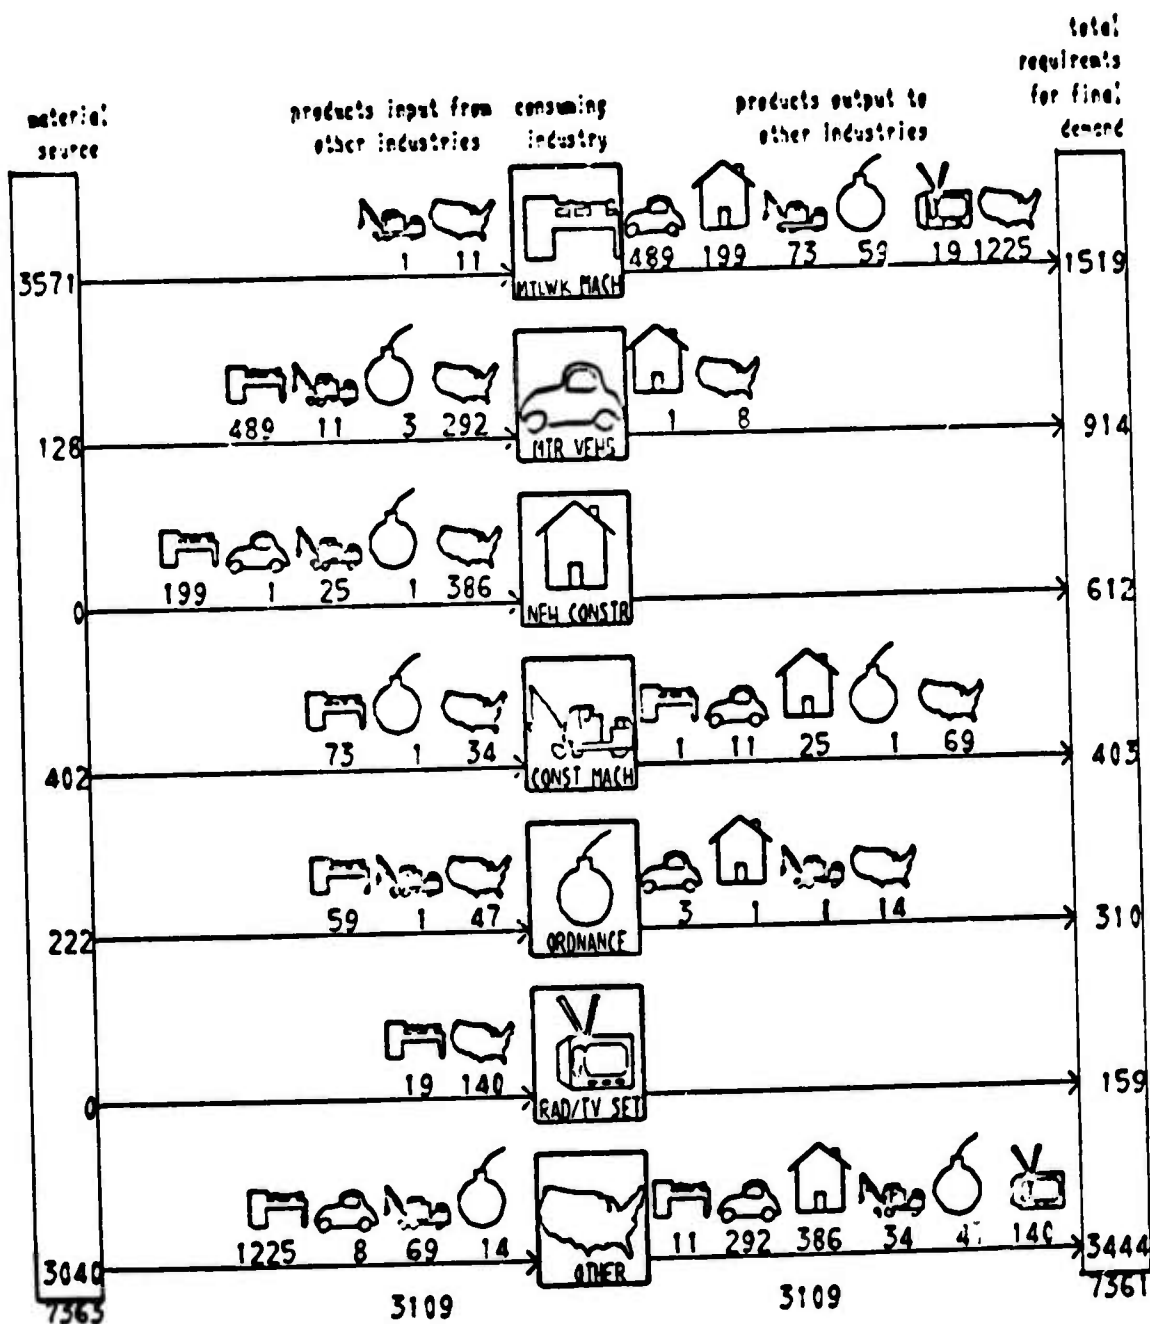 total
requirents
for final
demand
material
source
products input from
other industries
consuming
industry
products output to
other industries
1 11 489 199 73 59 19 1225
3571 MTLWK MACH 1519
489 11 3 292 1 8
128 MTR VEHS 914
199 1 25 1 386
0 NEW CONSTR 612
73 1 34 1 11 25 1 69
402 CONST MACH 403
59 1 47 3 1 1 14
222 ORDNANCE 310
19 140
0 RAD/TV SET 159
1225 8 69 14 11 292 386 34 140
3040 OTHER 3444
7363 3109 3109 7361